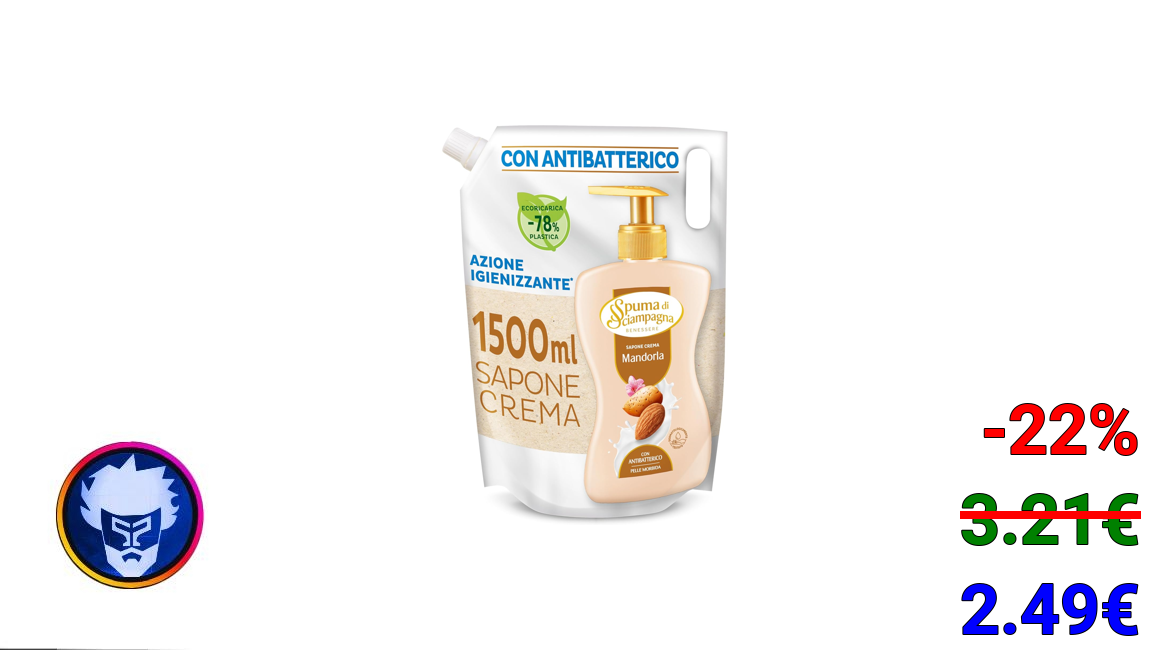 CON ANTIBATTERICO
ECORICARICA
-78%
PLASTICA
AZIONE
IGIENIZZANTE*
1500ml
SAPONE
CREMA
Spuma di
Sciampagna
BENESSERE
SAPONE CREMA
Mandorla
CON
ANTIBATTERICO
PELLE MORBIDA
-22%
3.21€
2.49€